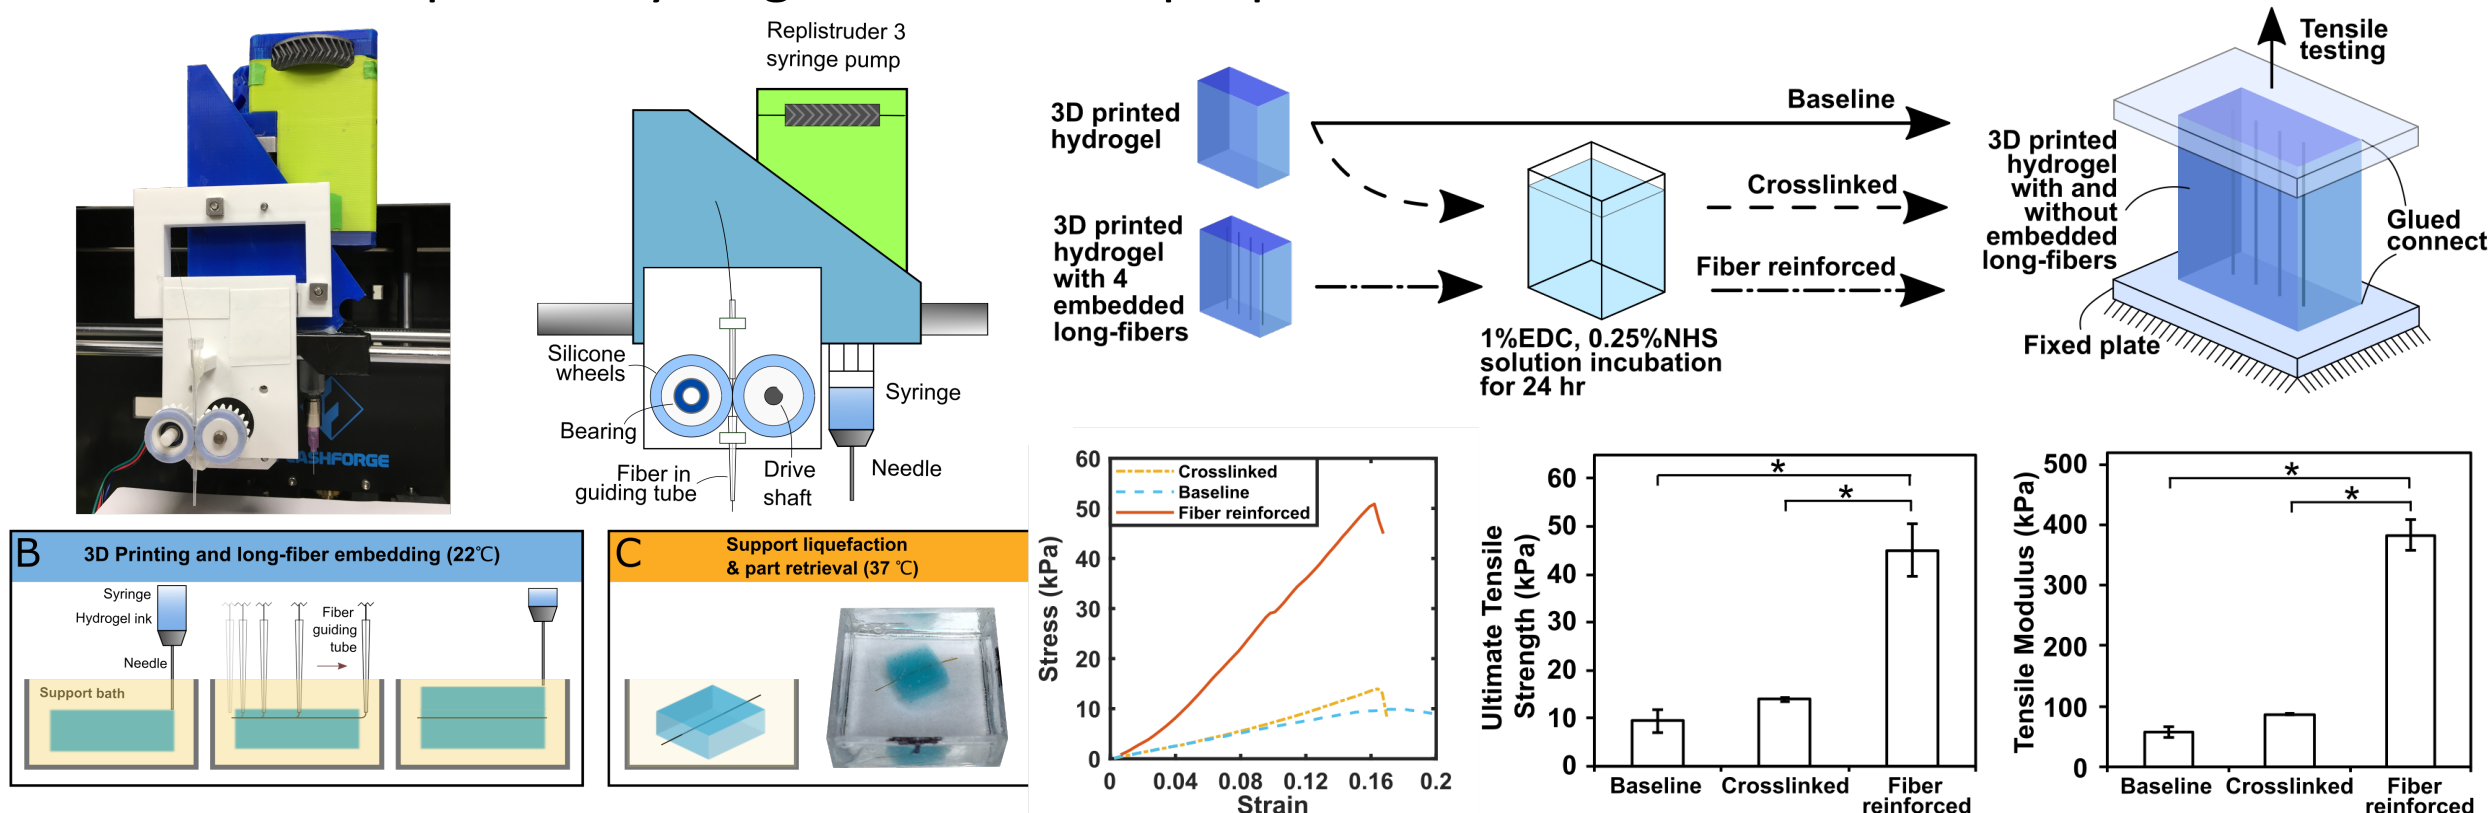 Replistruder 3
syringe pump
Silicone
wheels
Bearing
Fiber in
guiding tube
Drive
shaft
Syringe
Needle
3D printed
hydrogel
3D printed
hydrogel
with 4
embedded
long-fibers
Baseline
Crosslinked
Fiber reinforced
1%EDC, 0.25%NHS
solution incubation
for 24 hr
Tensile
testing
3D printed
hydrogel
with and
without
embedded
long-fibers
Glued
connect
Fixed plate
B
3D Printing and long-fiber embedding (22℃)
Syringe
Hydrogel ink
Needle
Fiber
guiding
tube
Support bath
C
Support liquefaction
& part retrieval (37 ℃)
Stress (kPa)
60
50
40
30
20
10
0
Crosslinked
Baseline
Fiber reinforced
0 0.04 0.08 0.12 0.16 0.2
Strain
Ultimate Tensile
Strength (kPa)
60
50
40
30
20
10
0
*
*
Baseline Crosslinked Fiber
reinforced
Tensile Modulus (kPa)
500
400
300
200
100
0
*
*
Baseline Crosslinked Fiber
reinforced